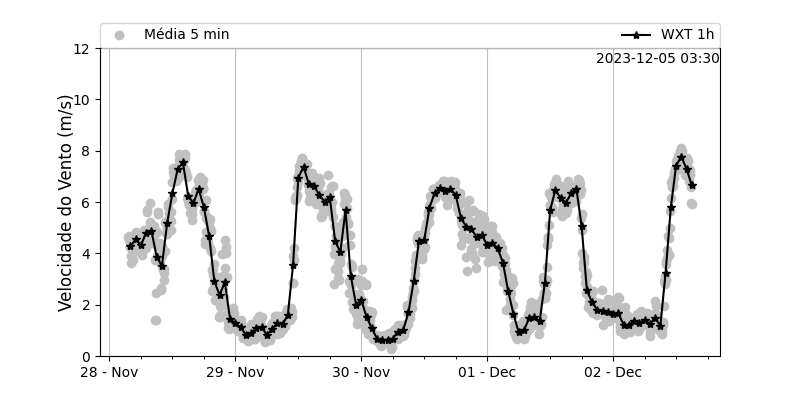 Média 5 min
WXT 1h
2023-12-05 03:30
Velocidade do Vento (m/s)
12
10
8
6
4
2
0
28 - Nov
29 - Nov
30 - Nov
01 - Dec
02 - Dec